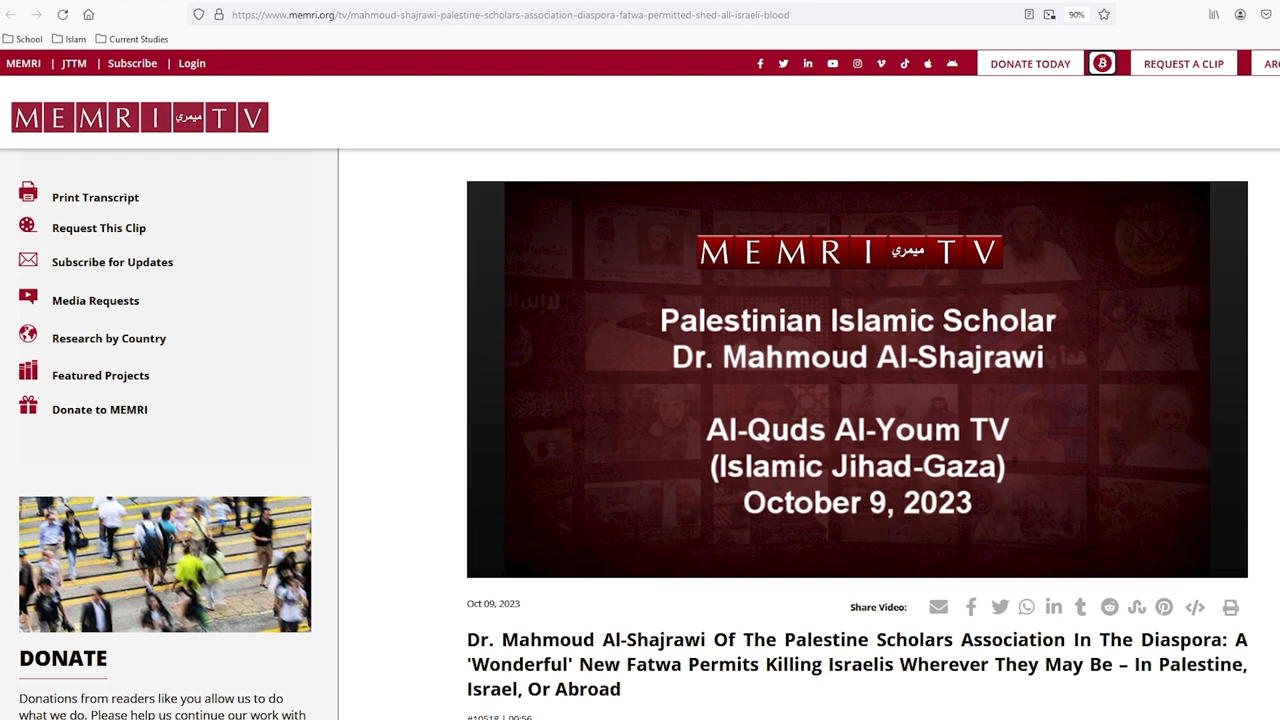 https://www.memri.org/tv/mahmoud-shajrawi-palestine-scholars-association-diaspora-fatwa-permitted-shed-all-israeli-blood
90%
School Islam Current Studies
MEMRI | JTTM | Subscribe | Login
DONATE TODAY
REQUEST A CLIP
MEMRI ميمري TV
Print Transcript
Request This Clip
Subscribe for Updates
Media Requests
Research by Country
Featured Projects
Donate to MEMRI
DONATE
Donations from readers like you allow us to do
what we do. Please help us continue our work with
MEMRI ميمري TV
Palestinian Islamic Scholar
Dr. Mahmoud Al-Shajrawi
Al-Quds Al-Youm TV
(Islamic Jihad-Gaza)
October 9, 2023
Oct 09, 2023
Share Video:
Dr. Mahmoud Al-Shajrawi Of The Palestine Scholars Association In The Diaspora: A
'Wonderful' New Fatwa Permits Killing Israelis Wherever They May Be – In Palestine,
Israel, Or Abroad
#10518 | 00:56